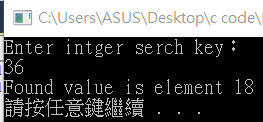 C:\Users\ASUS\Desktop\c code\
Enter intger serch key：
36
Found value is element 18
請按任意鍵繼續 . . .